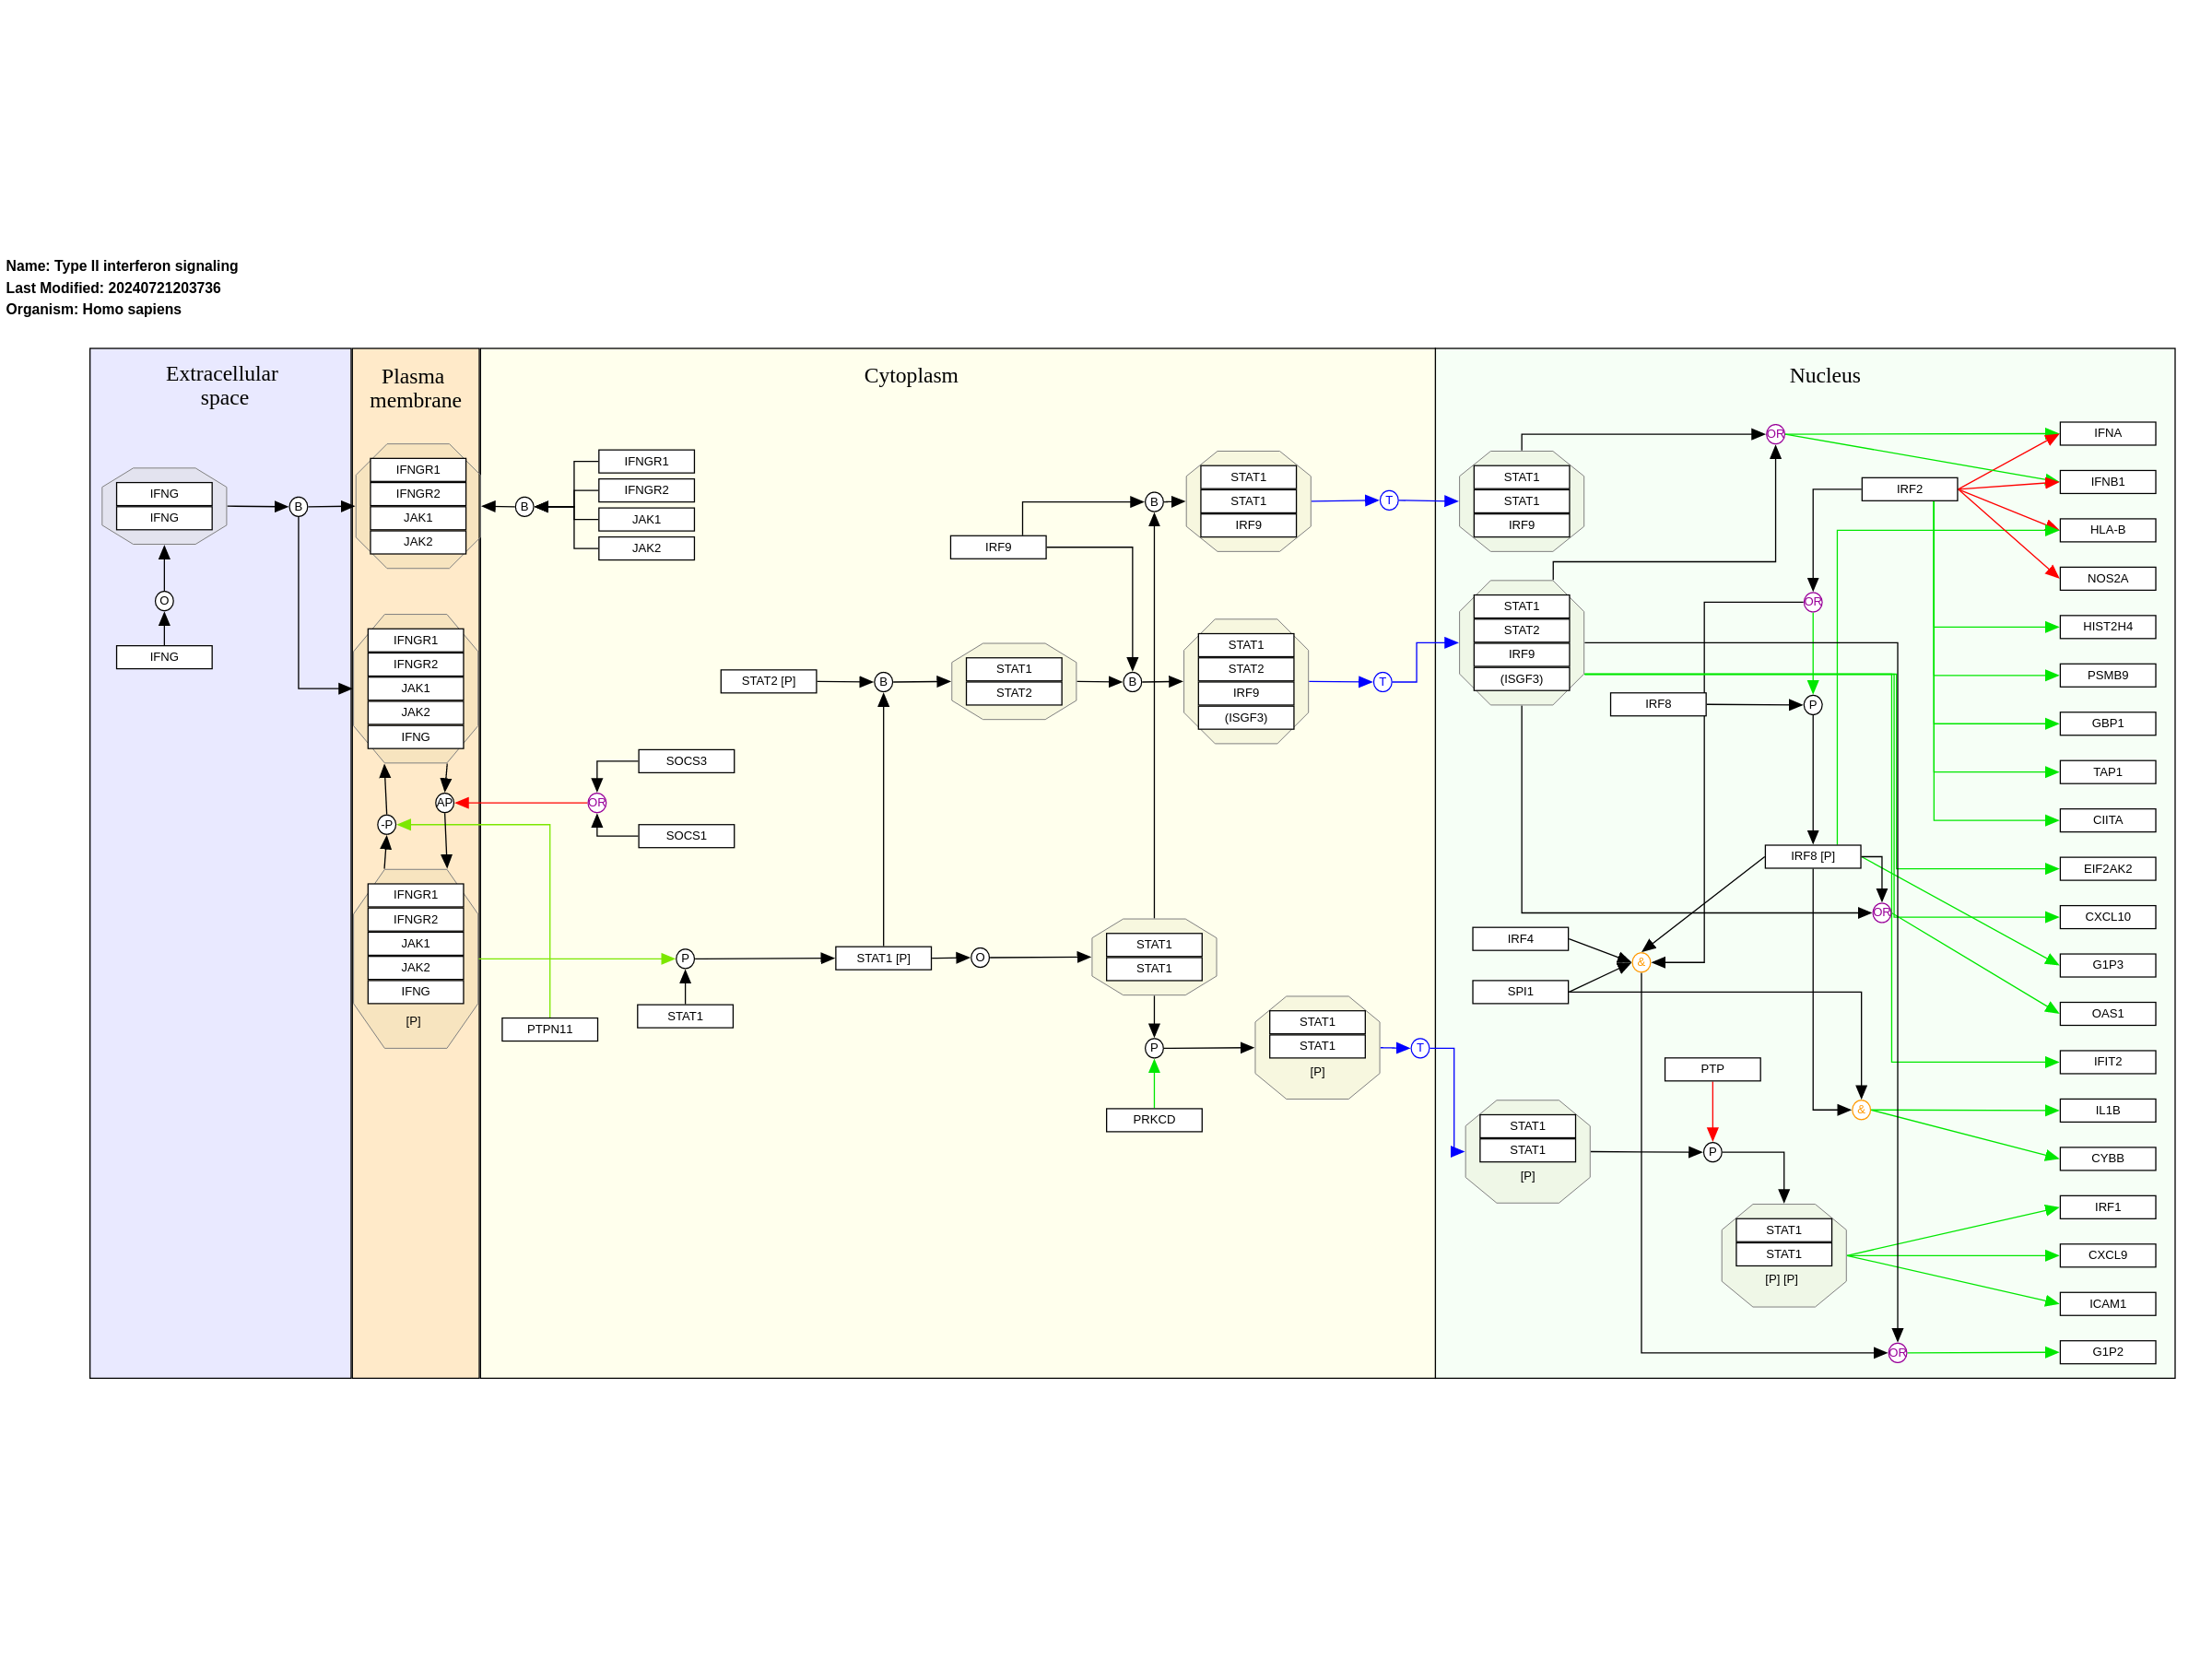 Name: Type II interferon signaling
Last Modified: 20240721203736
Organism: Homo sapiens
Extracellular
space
Plasma
membrane
Cytoplasm
Nucleus
IFNG
IFNG
B
O
IFNG
IFNGR1
IFNGR2
JAK1
JAK2
B
IFNGR1
IFNGR2
JAK1
JAK2
IFNGR1
IFNGR2
JAK1
JAK2
IFNG
AP
-P
IFNGR1
IFNGR2
JAK1
JAK2
IFNG
[P]
SOCS3
OR
SOCS1
PTPN11
P
STAT1
STAT2 [P]
B
STAT1 [P]
O
STAT1
STAT2
IRF9
B
B
STAT1
STAT1
IRF9
T
STAT1
STAT2
IRF9
(ISGF3)
T
STAT1
STAT1
P
PRKCD
STAT1
STAT1
[P]
T
STAT1
STAT1
IRF9
STAT1
STAT2
IRF9
(ISGF3)
OR
IRF2
OR
IRF8
P
IRF8 [P]
OR
IRF4
&
SPI1
PTP
&
STAT1
STAT1
[P]
P
STAT1
STAT1
[P] [P]
OR
IFNA
IFNB1
HLA-B
NOS2A
HIST2H4
PSMB9
GBP1
TAP1
CIITA
EIF2AK2
CXCL10
G1P3
OAS1
IFIT2
IL1B
CYBB
IRF1
CXCL9
ICAM1
G1P2